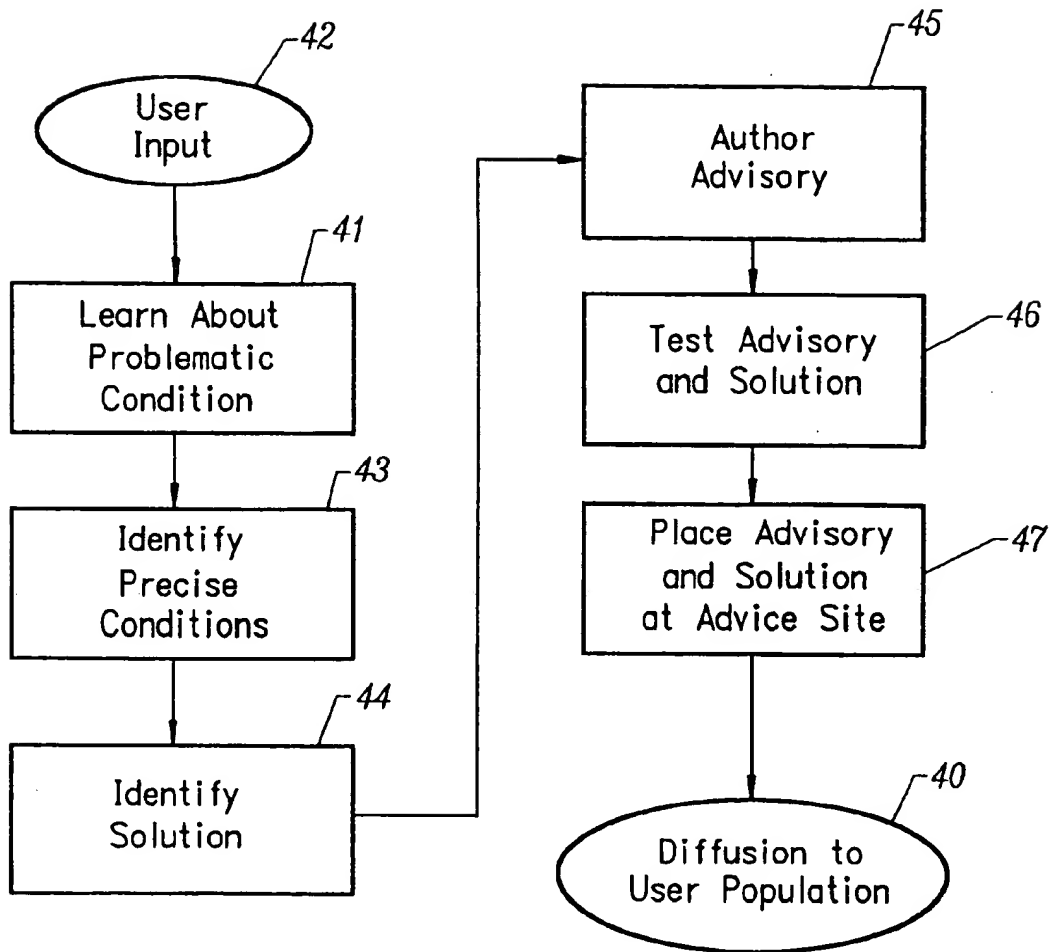 42
User
Input
41
Learn About
Problematic
Condition
43
Identify
Precise
Conditions
44
Identify
Solution
45
Author
Advisory
46
Test Advisory
and Solution
47
Place Advisory
and Solution
at Advice Site
40
Diffusion to
User Population